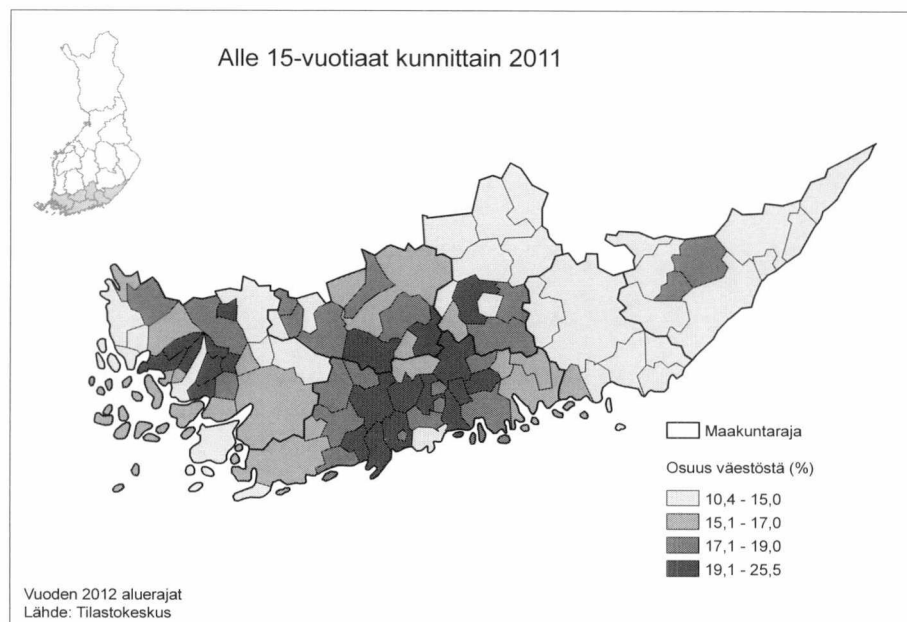 Alle 15-vuotiaat kunnittain 2011
Maakuntaraja
Osuus väestöstä (%)
10,4 - 15,0
15,1 - 17,0
17,1 - 19,0
19,1 - 25,5
Vuoden 2012 aluerajat
Lähde: Tilastokeskus